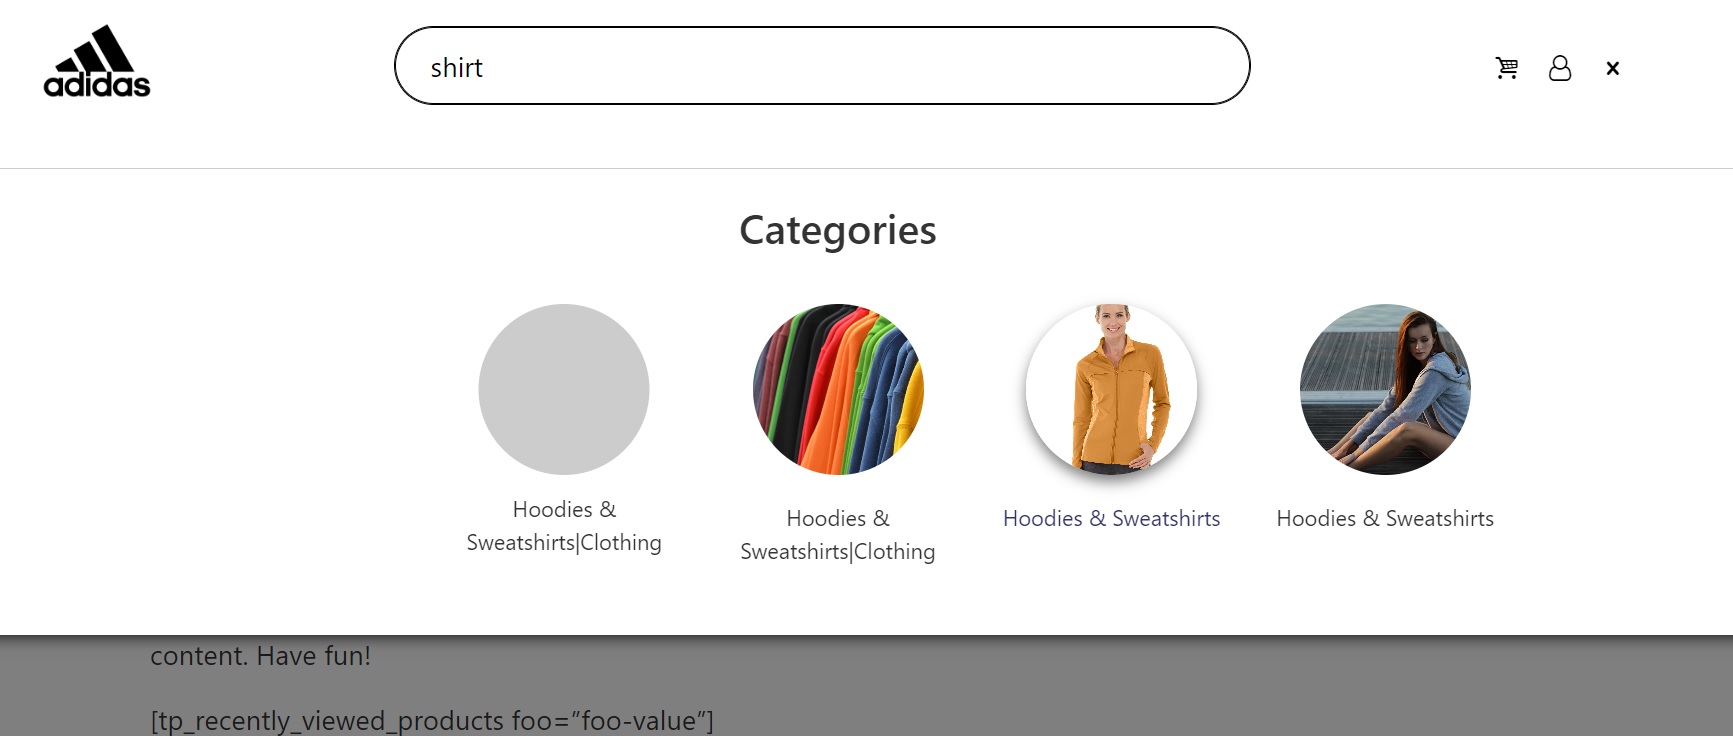 adidas
shirt
Categories
Hoodies &
Sweatshirts|Clothing
Hoodies &
Sweatshirts|Clothing
Hoodies & Sweatshirts
Hoodies & Sweatshirts
content. Have fun!
[tp_recently_viewed_products foo=”foo-value”]